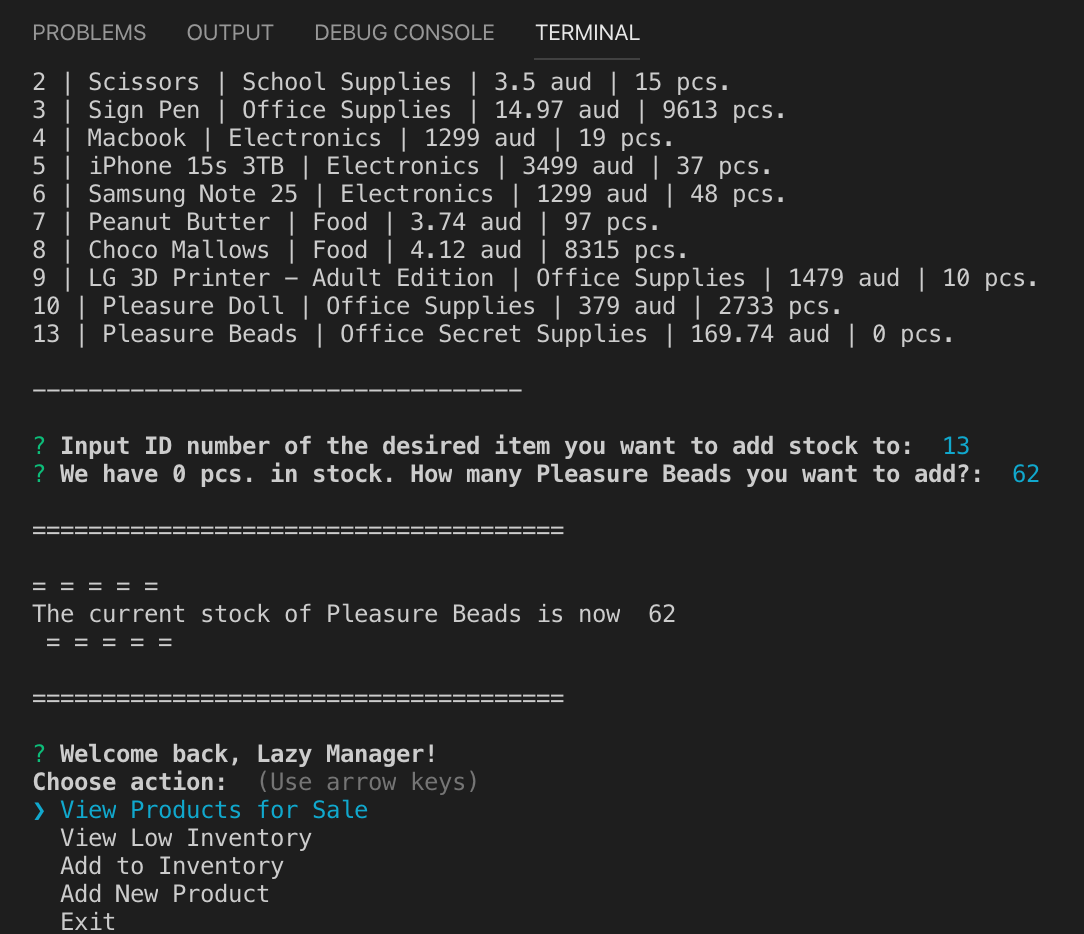 PROBLEMS OUTPUT DEBUG CONSOLE TERMINAL
2 | Scissors | School Supplies | 3.5 aud | 15 pcs.
3 | Sign Pen | Office Supplies | 14.97 aud | 9613 pcs.
4 | Macbook | Electronics | 1299 aud | 19 pcs.
5 | iPhone 15s 3TB | Electronics | 3499 aud | 37 pcs.
6 | Samsung Note 25 | Electronics | 1299 aud | 48 pcs.
7 | Peanut Butter | Food | 3.74 aud | 97 pcs.
8 | Choco Mallows | Food | 4.12 aud | 8315 pcs.
9 | LG 3D Printer – Adult Edition | Office Supplies | 1479 aud | 10 pcs.
10 | Pleasure Doll | Office Supplies | 379 aud | 2733 pcs.
13 | Pleasure Beads | Office Secret Supplies | 169.74 aud | 0 pcs.
-----------------------------------
? Input ID number of the desired item you want to add stock to:  13
? We have 0 pcs. in stock. How many Pleasure Beads you want to add?:  62
======================================
= = = = =
The current stock of Pleasure Beads is now  62
 = = = = =
======================================
? Welcome back, Lazy Manager!
Choose action:  (Use arrow keys)
❯ View Products for Sale
  View Low Inventory
  Add to Inventory
  Add New Product
  Exit